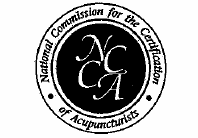 National Commission for the Certification
of Acupuncturists
NC
CA